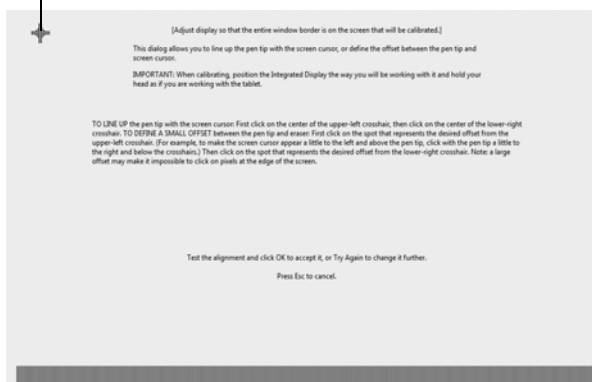 [Adjust display so that the entire window border is on the screen that will be calibrated.]
This dialog allows you to line up the pen tip with the screen cursor, or define the offset between the pen tip and
screen cursor.
IMPORTANT: When calibrating, position the Integrated Display the way you will be working with it and hold your
head as if you are working with the tablet.
TO LINE UP the pen tip with the screen cursor: First click on the center of the upper-left crosshair, then click on the center of the lower-right
crosshair. TO DEFINE A SMALL OFFSET between the pen tip and eraser: First click on the spot that represents the desired offset from the
upper-left crosshair. (For example, to make the screen cursor appear a little to the left and above the pen tip, click with the pen tip a little to
the right and below the crosshairs.) Then click on the spot that represents the desired offset from the lower-right crosshair. Note: a large
offset may make it impossible to click on pixels at the edge of the screen.
Test the alignment and click OK to accept it, or Try Again to change it further.
Press Esc to cancel.